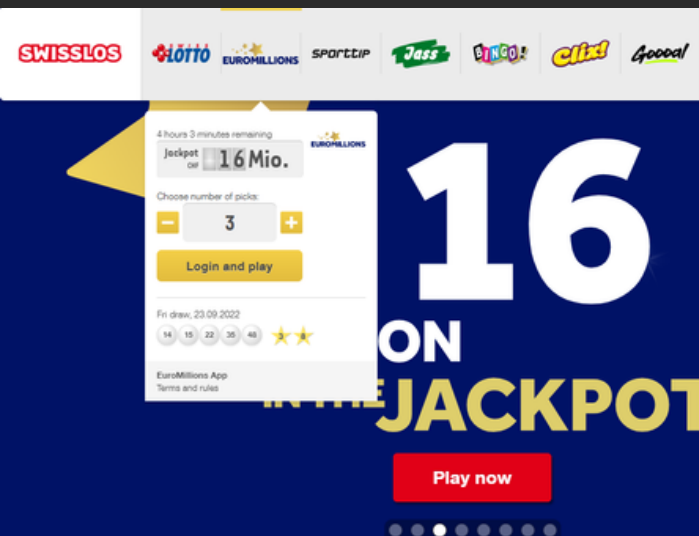 SWISSLOS
SWISS LOTTO
EUROMILLIONS
SPORTTIP
Jass
BINGO!
Clix!
Goooal
4 hours 3 minutes remaining
EUROMILLIONS
Jackpot
CHF
16 Mio.
Choose number of picks:
3
Login and play
Fri draw, 23.09.2022
14 15 22 35 48 3 8
EuroMillions App
Terms and rules
16
ON
IN THE JACKPOT
Play now